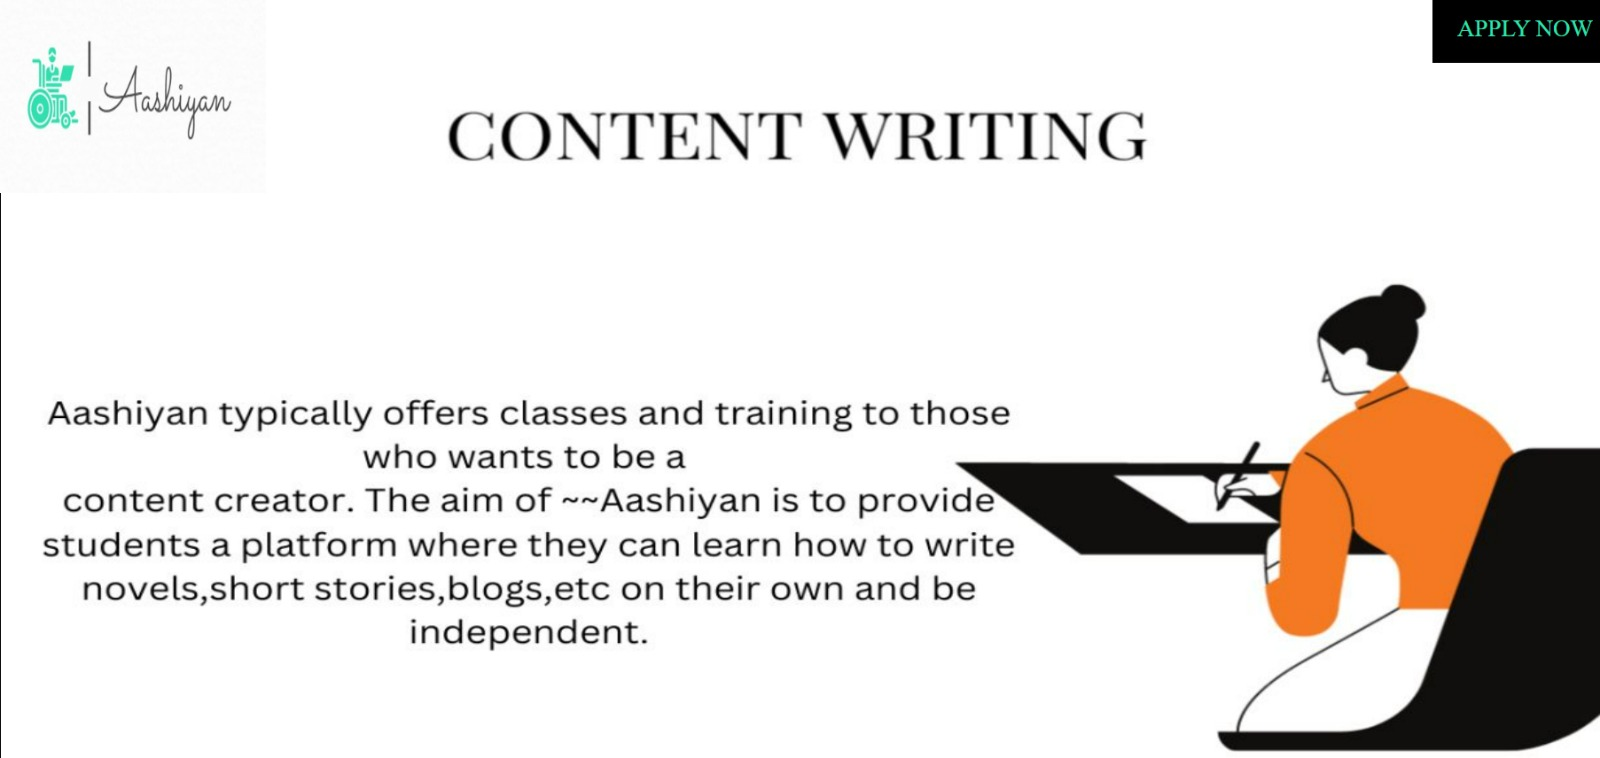 APPLY NOW
Aashiyan
CONTENT WRITING
Aashiyan typically offers classes and training to those
who wants to be a
content creator. The aim of ~~Aashiyan is to provide
students a platform where they can learn how to write
novels,short stories,blogs,etc on their own and be
independent.